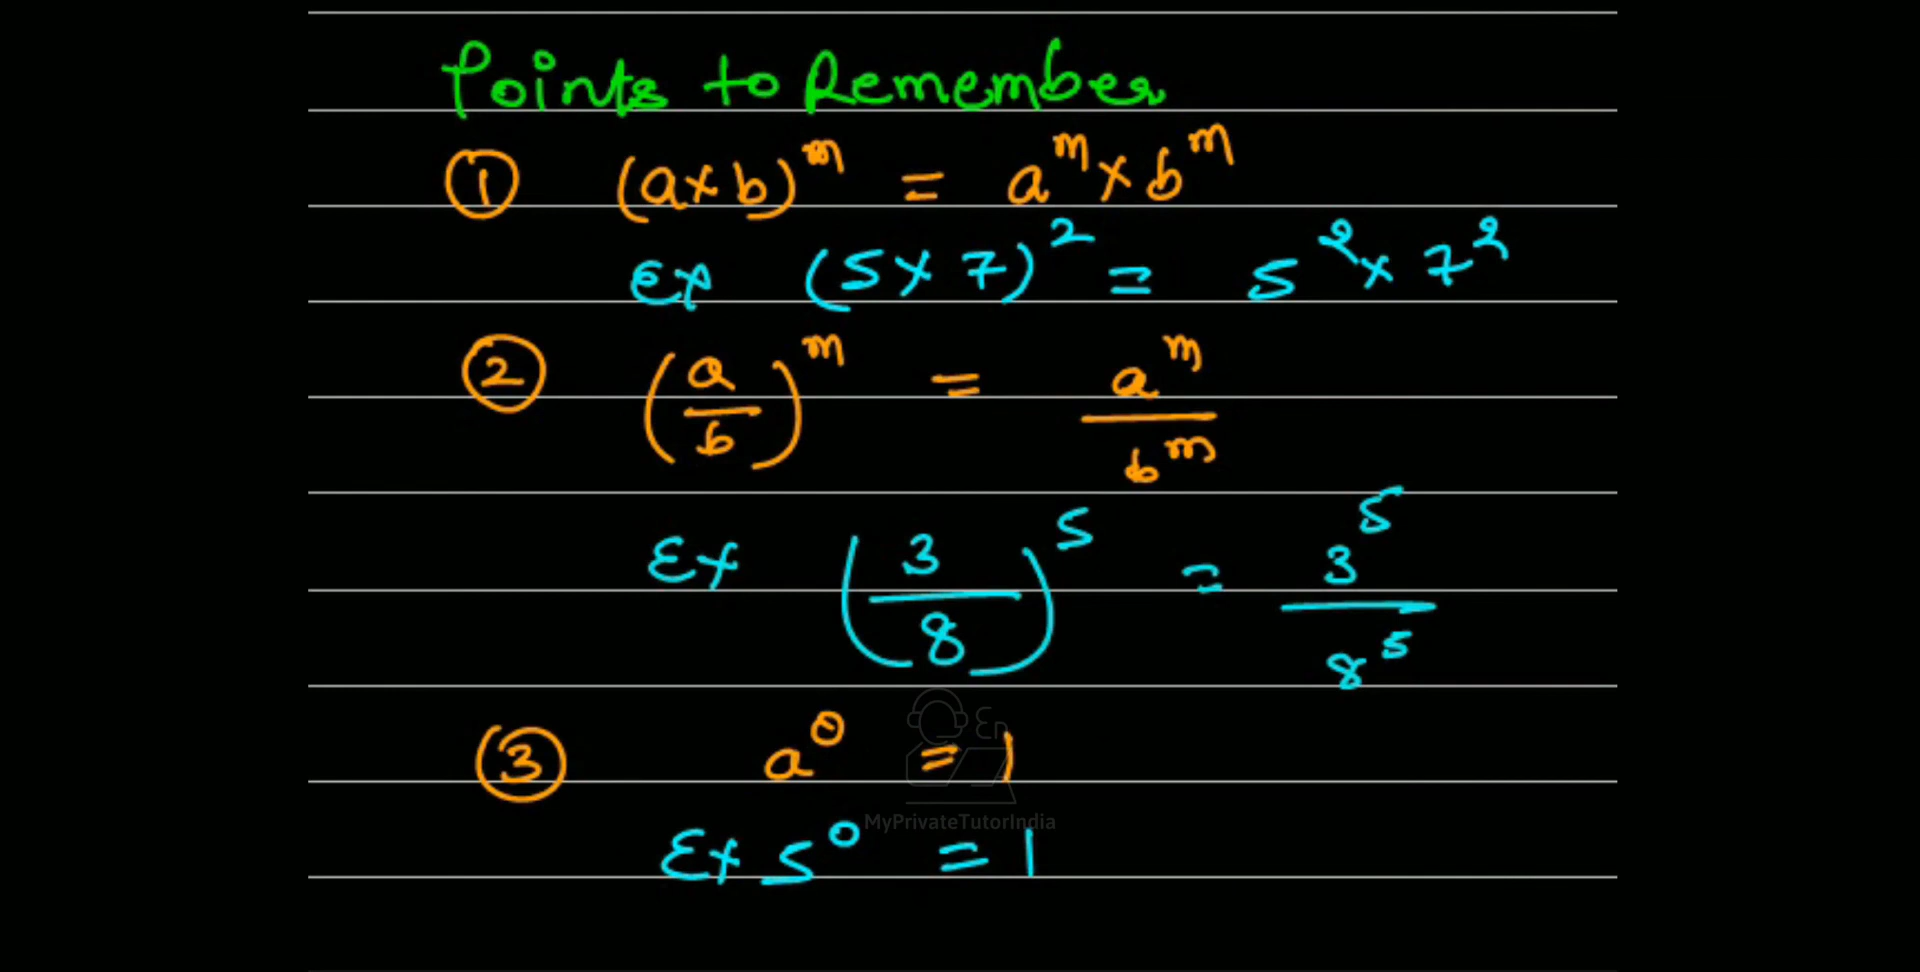 Points to Remember
① (a×b)^m = a^m × b^m
Ex (5×7)^2 = 5^2 × 7^2
② (a/b)^m = a^m/b^m
Ex (3/8)^5 = 3^5/8^5
③ a^0 = 1
MyPrivateTutorIndia
Ex 5^0 = 1